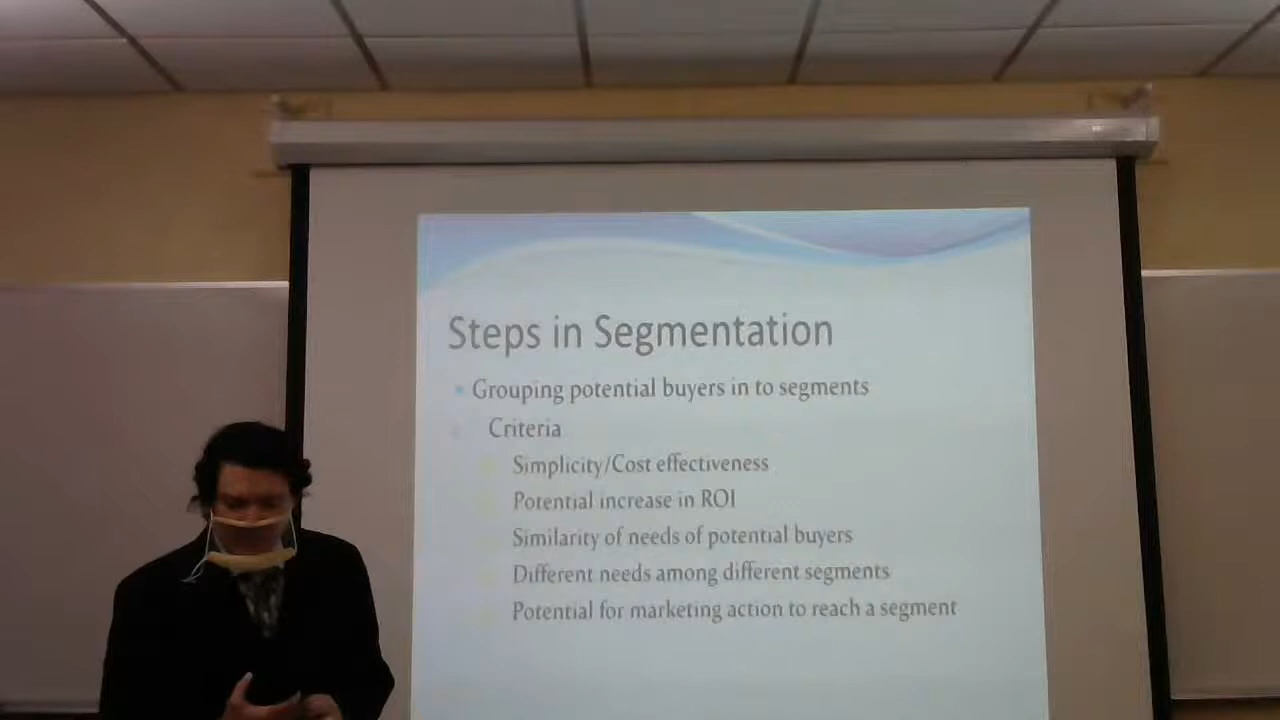 Steps in Segmentation
Grouping potential buyers in to segments
Criteria
Simplicity/Cost effectiveness
Potential increase in ROI
Similarity of needs of potential buyers
Different needs among different segments
Potential for marketing action to reach a segment